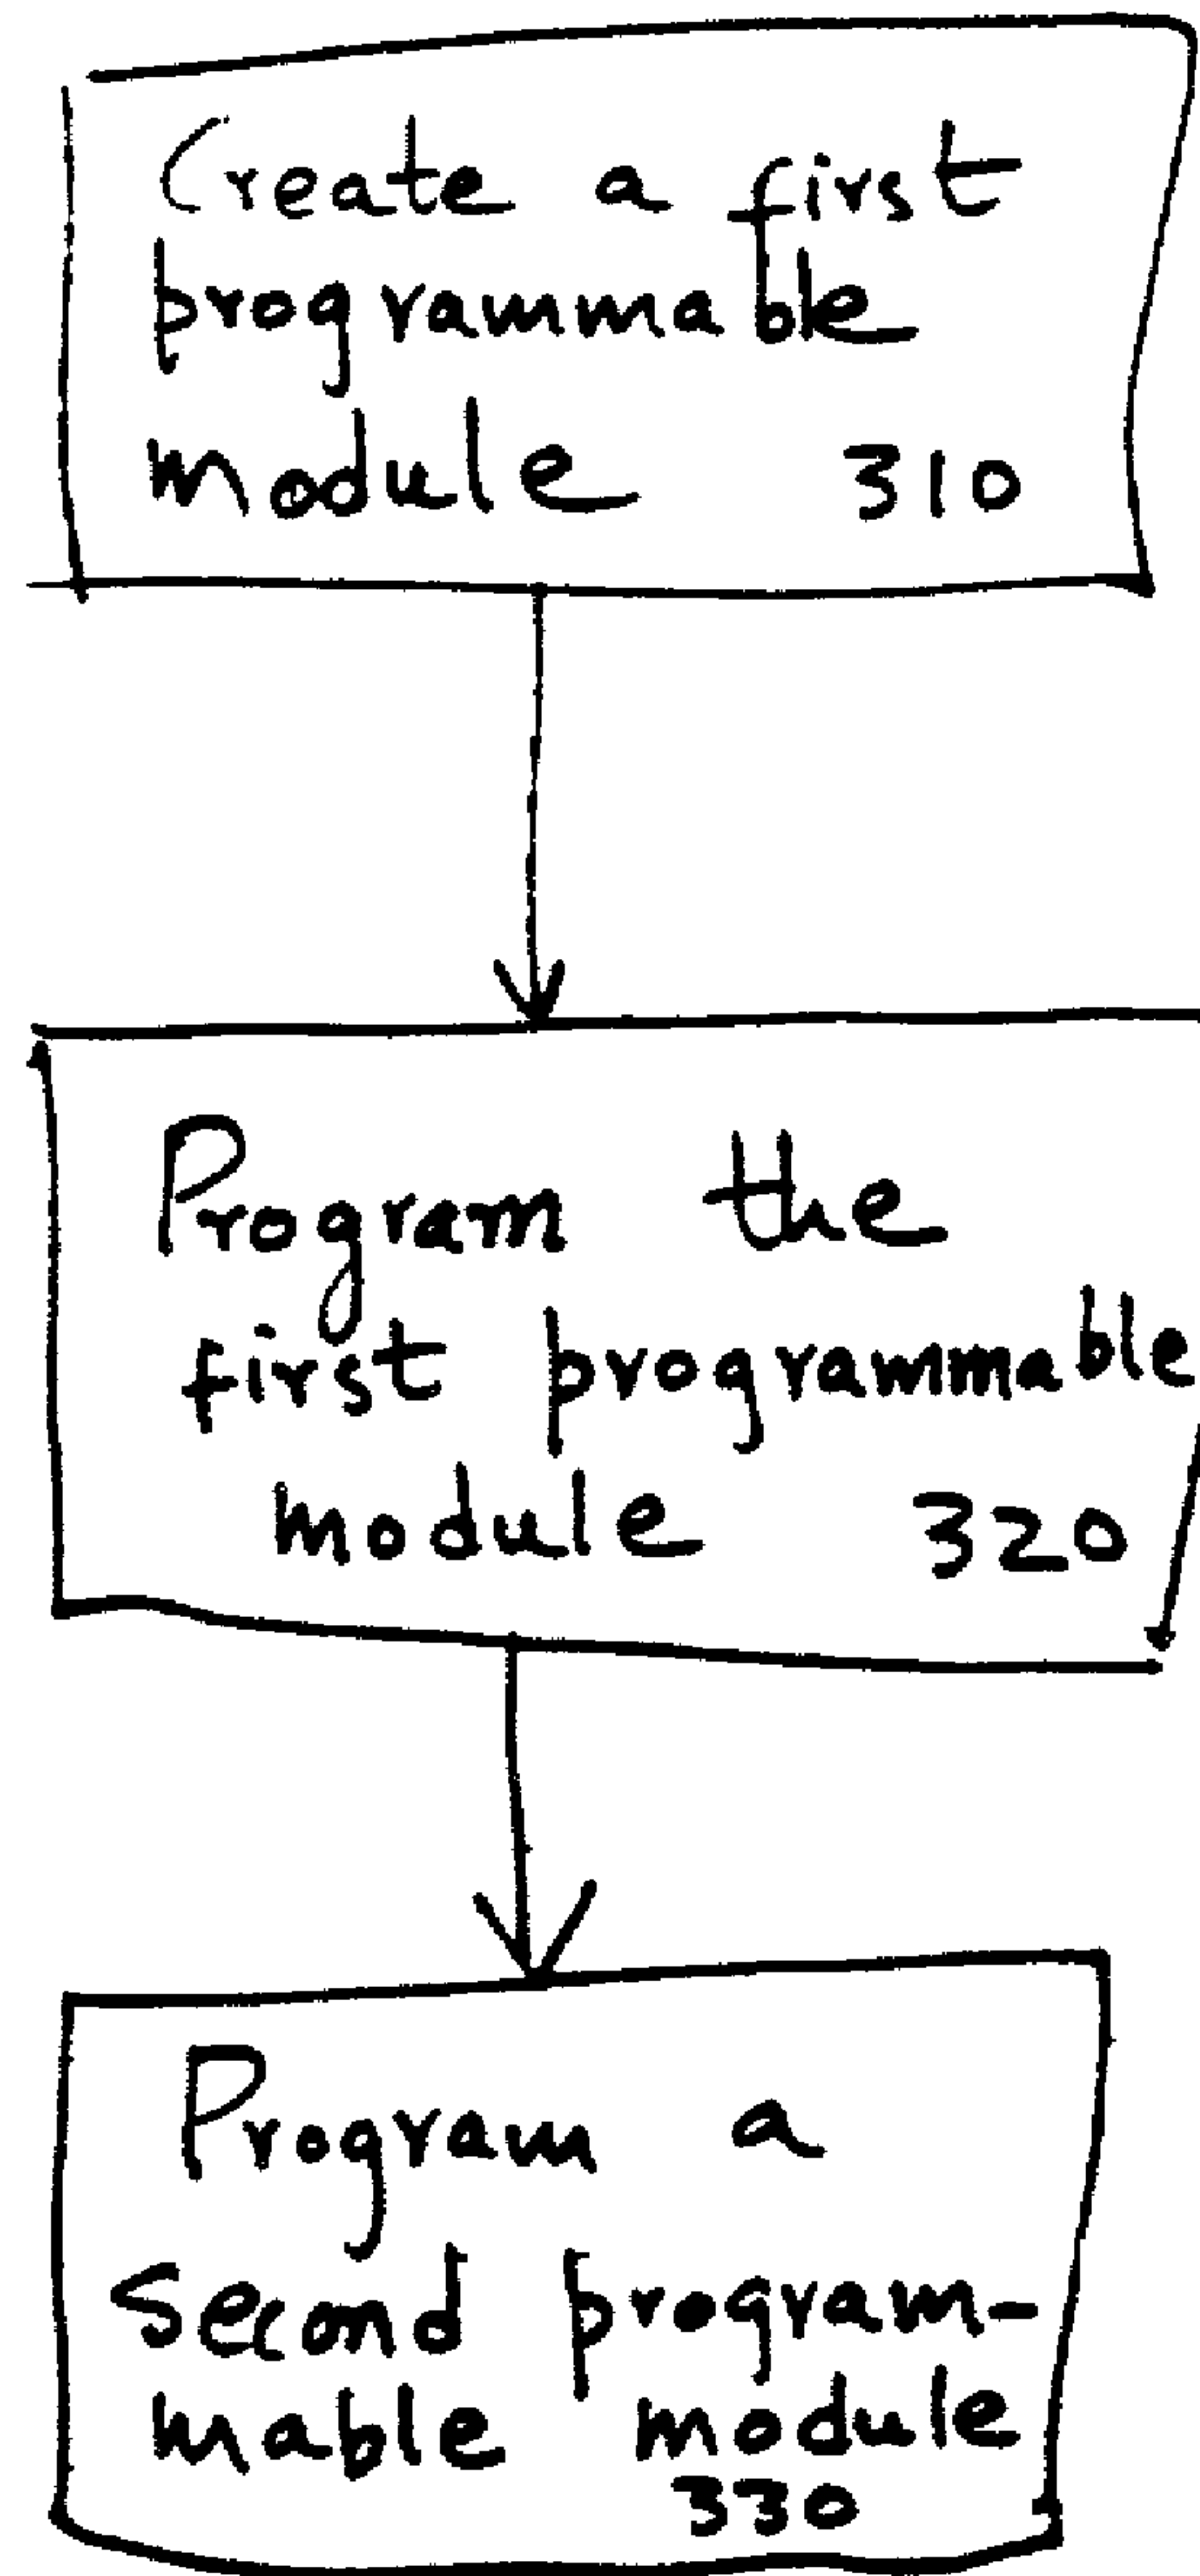 Create a first
programmable
module 310
Program the
first programmable
module 320
Program a
second program-
mable module
330